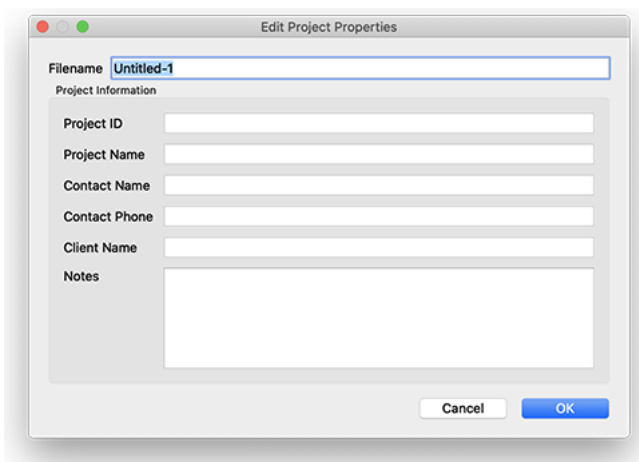 Edit Project Properties
Filename Untitled-1
Project Information
Project ID
Project Name
Contact Name
Contact Phone
Client Name
Notes
Cancel OK